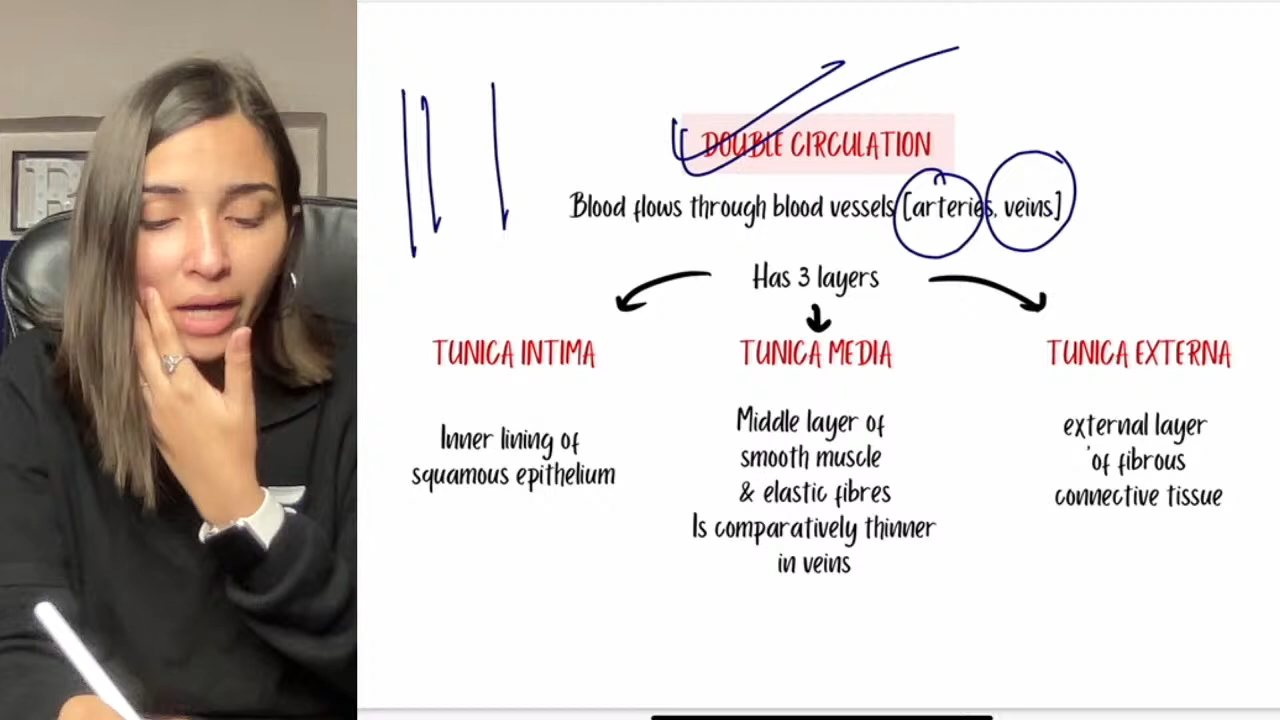 DOUBLE CIRCULATION
Blood flows through blood vessels [arteries, veins]
Has 3 layers
TUNICA INTIMA
Inner lining of
squamous epithelium
TUNICA MEDIA
Middle layer of
smooth muscle
& elastic fibres
Is comparatively thinner
in veins
TUNICA EXTERNA
external layer
'of fibrous
connective tissue